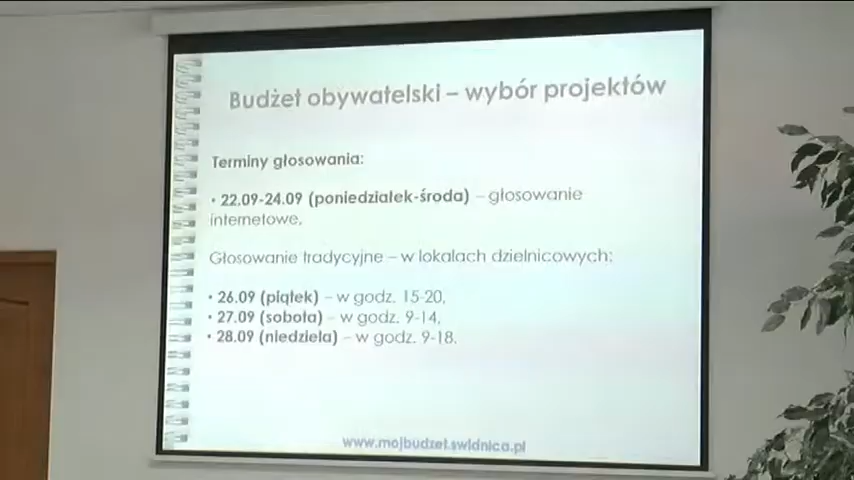 Budżet obywatelski – wybór projektów
Terminy głosowania:
• 22.09-24.09 (poniedziałek-środa) – głosowanie
internetowe,
Głosowanie tradycyjne – w lokalach dzielnicowych:
• 26.09 (piątek) – w godz. 15-20,
• 27.09 (sobota) – w godz. 9-14,
• 28.09 (niedziela) – w godz. 9-18.
www.mojbudzet.swidnica.pl